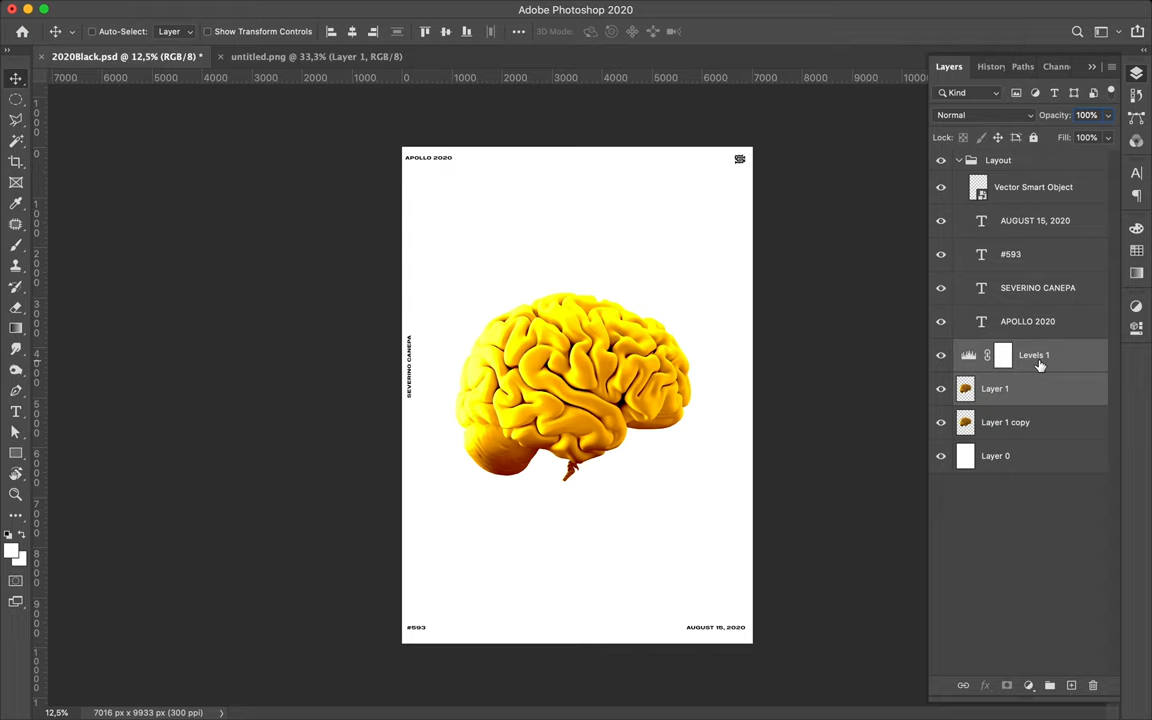 Adobe Photoshop 2020
Auto-Select: Layer Show Transform Controls 3D Mode:
2020Black.psd @ 12,5% (RGB/8) * untitled.png @ 33,3% (Layer 1, RGB/8)
7000 6000 5000 4000 3000 2000 1000 0 1000 2000 3000 4000 5000 6000 7000 8000 9000 1000
Layers History Paths Chann
Kind
Normal Opacity: 100%
Lock: Fill: 100%
Layout
Vector Smart Object
AUGUST 15, 2020
#593
SEVERINO CANEPA
APOLLO 2020
Levels 1
Layer 1
Layer 1 copy
Layer 0
APOLLO 2020
SEVERINO CANEPA
#593 AUGUST 15, 2020
12,5% 7016 px x 9933 px (300 ppi)